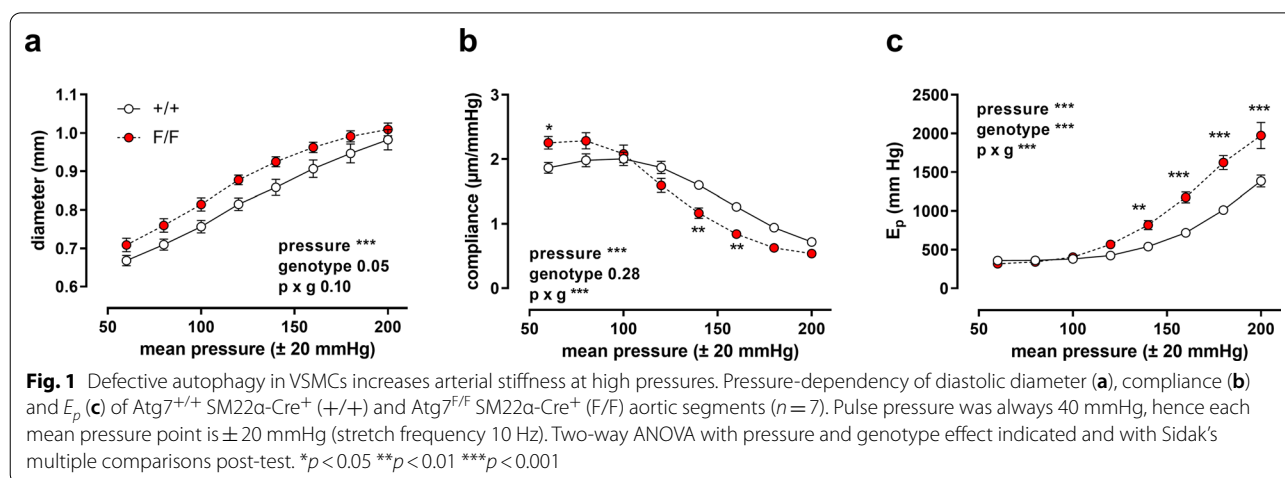 a
1.1
1.0
0.9
0.8
0.7
0.6
diameter (mm)
+/+
F/F
pressure ***
genotype 0.05
p x g 0.10
50
100
150
200
mean pressure (± 20 mmHg)
b
3
2
1
0
compliance (µm/mmHg)
*
**
**
pressure ***
genotype 0.28
p x g ***
50
100
150
200
mean pressure (± 20 mmHg)
c
2500
2000
1500
1000
500
0
Ep (mm Hg)
pressure ***
genotype ***
p x g ***
**
***
***
***
50
100
150
200
mean pressure (± 20 mmHg)
Fig. 1 Defective autophagy in VSMCs increases arterial stiffness at high pressures. Pressure-dependency of diastolic diameter (a), compliance (b)
and Ep (c) of Atg7+/+ SM22α-Cre+ (+/+) and Atg7F/F SM22α-Cre+ (F/F) aortic segments (n = 7). Pulse pressure was always 40 mmHg, hence each
mean pressure point is ± 20 mmHg (stretch frequency 10 Hz). Two-way ANOVA with pressure and genotype effect indicated and with Sidak's
multiple comparisons post-test. *p < 0.05 **p < 0.01 ***p < 0.001